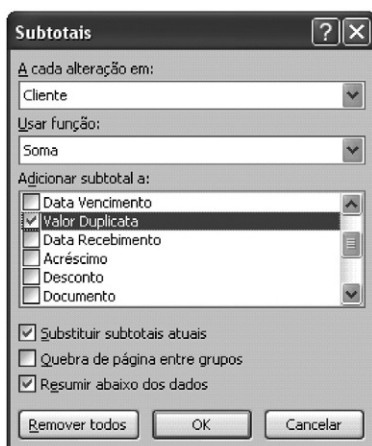 Subtotais
A cada alteração em:
Cliente
Usar função:
Soma
Adicionar subtotal a:
Data Vencimento
Valor Duplicata
Data Recebimento
Acréscimo
Desconto
Documento
Substituir subtotais atuais
Quebra de página entre grupos
Resumir abaixo dos dados
Remover todos OK Cancelar